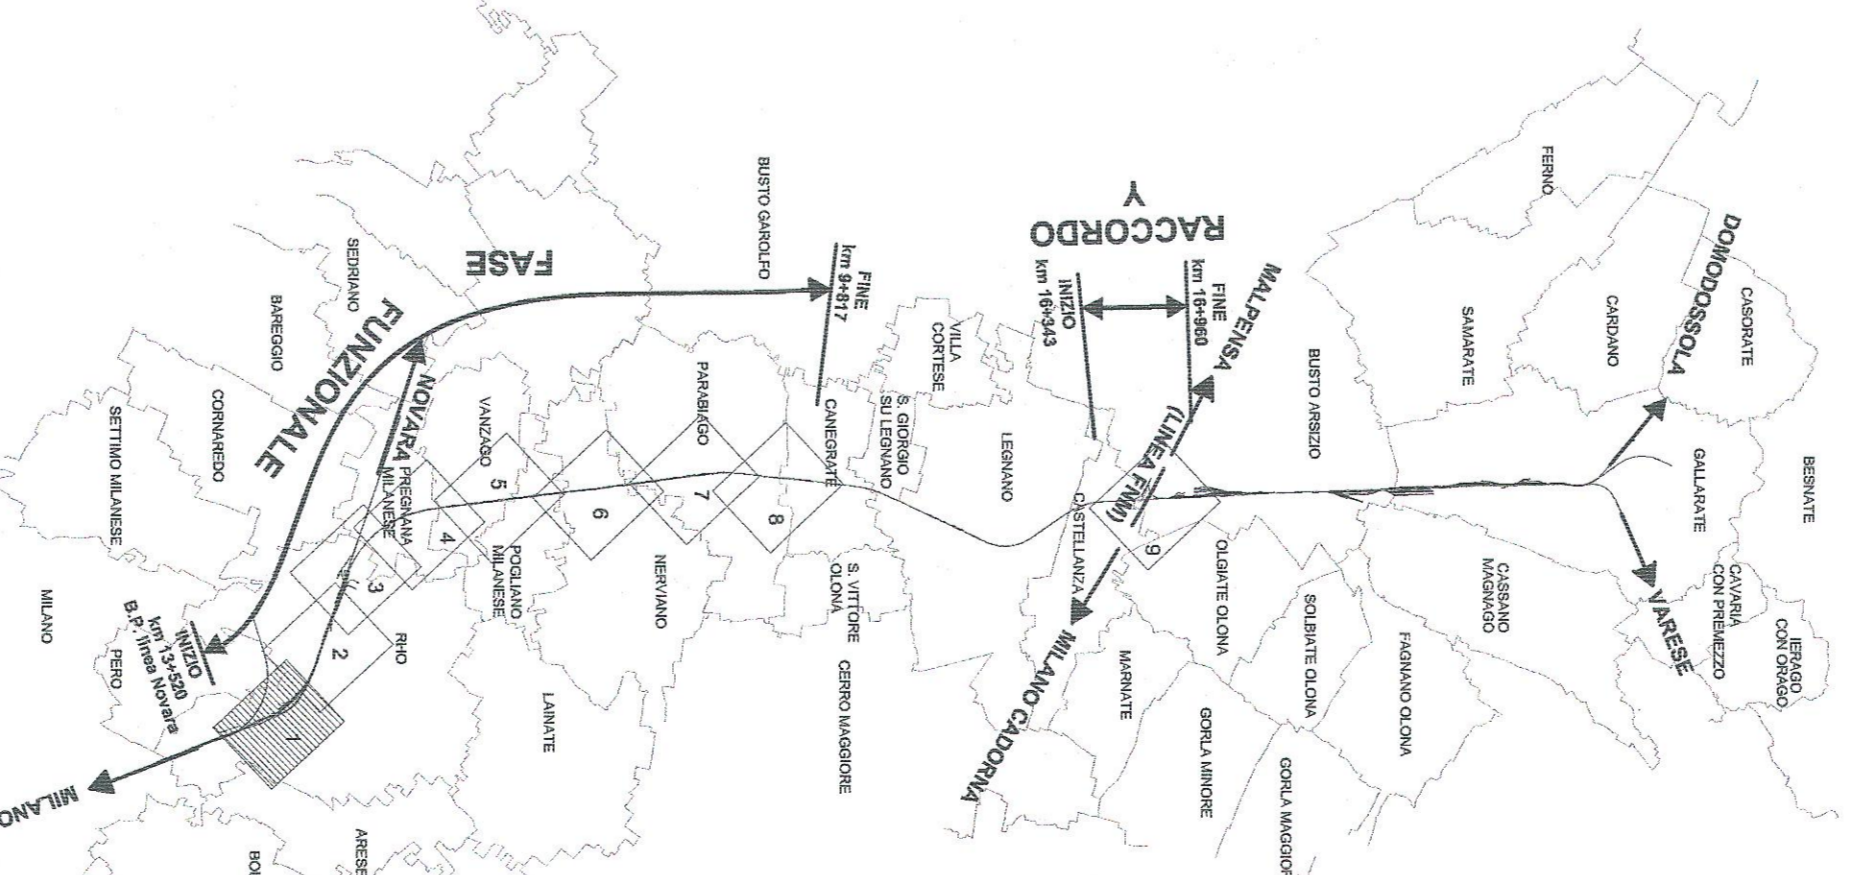 BESNATE
IERAGO
CON ORAGO
CAVARIA
CON PREMEZZO
CASORATE
DOMODOSSSOLA
GALLARATE
VARESE
CARDANO
FERNO
SAMARATE
CASSANO
MAGNAGO
FAGNANO OLONA
BUSTO ARSIZIO
SOLBIATE OLONA
GORLA MINORE
OLGIATE OLONA
MALPENSA
(LINEA FNM)
MILANO CADORNA
MARNATE
RACCORDO
Y
FINE
km 16+960
INIZIO
km 16+343
CASTELLANZA
9
LEGNANO
VILLA
CORTESE
S. GIORGIO
SU LEGNANO
CANEGRATE
S. VITTORE
OLONA
CERRO MAGGIORE
FINE
km 9+817
BUSTO GAROLFO
8
PARABIAGO
7
NERVIANO
6
FASE
FUNZIONALE
VANZAGO
5
POGLIANO
MILANESE
LAINATE
NOVARA
PREGNANA
MILANESE
4
3
RHO
2
1
SEDRIANO
BAREGGIO
CORNAREDO
SETTIMO MILANESE
INIZIO
km 13+520
B.P. linea Novara
PERO
MILANO
MILANO